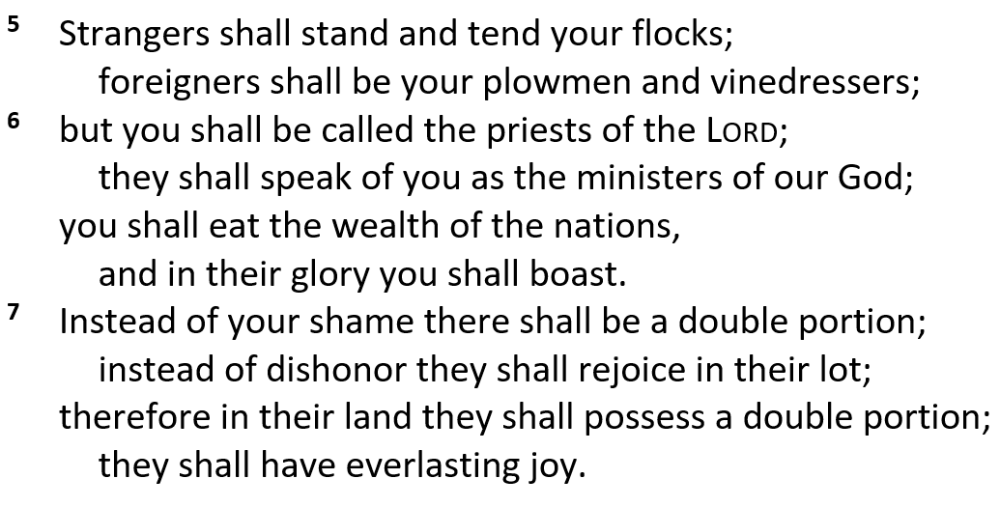 5 Strangers shall stand and tend your flocks;
foreigners shall be your plowmen and vinedressers;
6 but you shall be called the priests of the LORD;
they shall speak of you as the ministers of our God;
you shall eat the wealth of the nations,
and in their glory you shall boast.
7 Instead of your shame there shall be a double portion;
instead of dishonor they shall rejoice in their lot;
therefore in their land they shall possess a double portion;
they shall have everlasting joy.